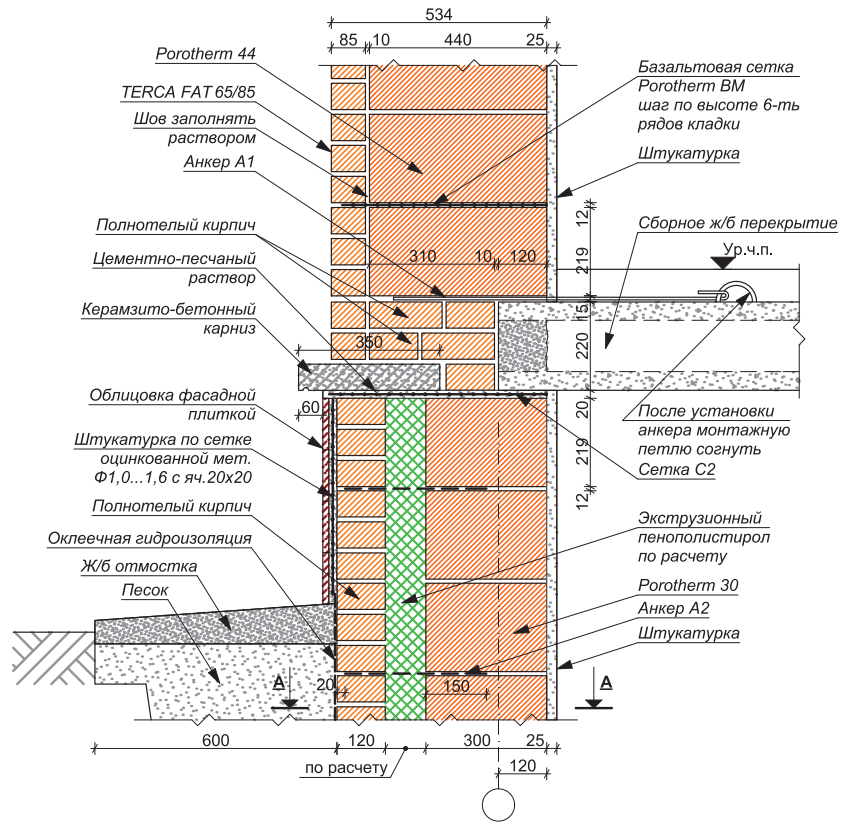 534
85 10 440 25
Porotherm 44
TERCA FAT 65/85
Шов заполнять
раствором
Анкер А1
Полнотелый кирпич
Цементно-песчаный
раствор
Керамзито-бетонный
карниз
Облицовка фасадной
плиткой
Штукатурка по сетке
оцинкованной мет.
Ф1,0...1,6 с яч.20х20
Полнотелый кирпич
Оклеечная гидроизоляция
Ж/б отмостка
Песок
Базальтовая сетка
Porotherm BM
шаг по высоте 6-ть
рядов кладки
Штукатурка
Сборное ж/б перекрытие
Ур.ч.п.
310 10 120
12
219
15
220
20
219
12
350
60
После установки
анкера монтажную
петлю согнуть
Сетка С2
Экструзионный
пенополистирол
по расчету
Porotherm 30
Анкер А2
Штукатурка
А
А
20 150
600 120 300 25
по расчету
120